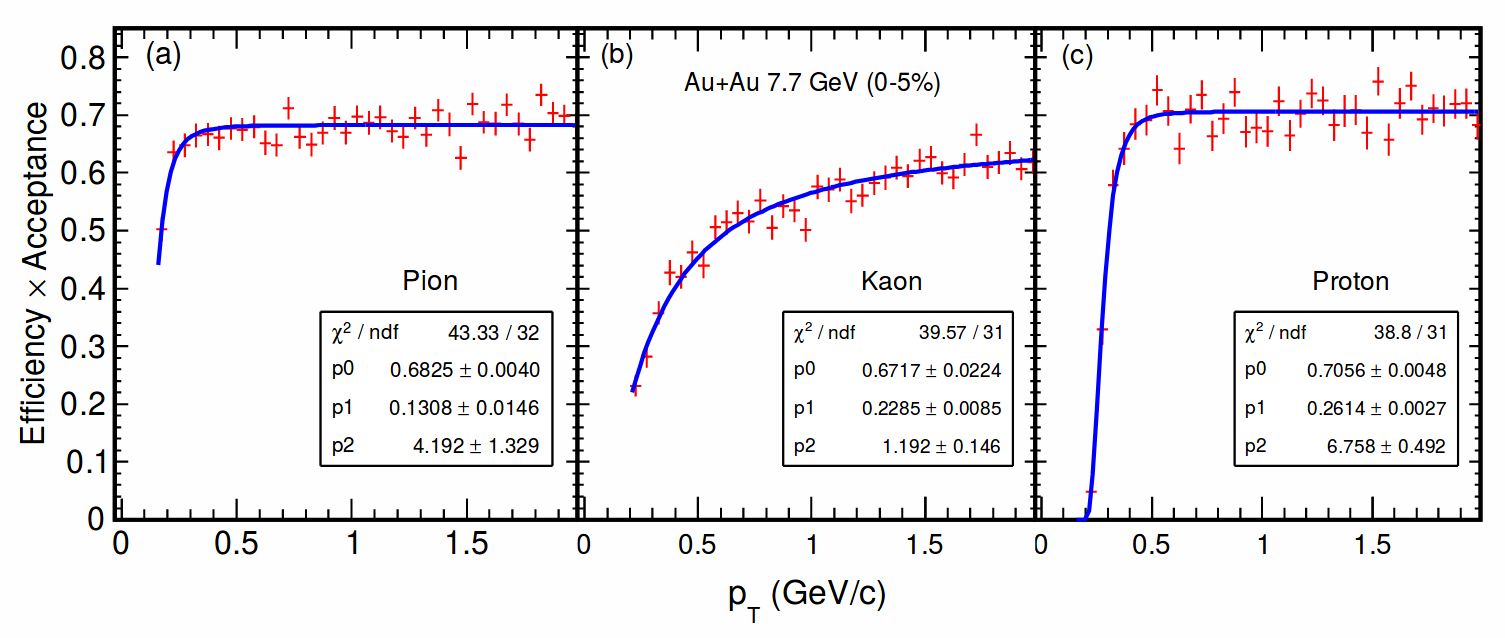 Efficiency × Acceptance
0.8
0.7
0.6
0.5
0.4
0.3
0.2
0.1
0
(a)
Pion
χ² / ndf 43.33 / 32
p0 0.6825 ± 0.0040
p1 0.1308 ± 0.0146
p2 4.192 ± 1.329
0 0.5 1 1.5
(b)
Au+Au 7.7 GeV (0-5%)
Kaon
χ² / ndf 39.57 / 31
p0 0.6717 ± 0.0224
p1 0.2285 ± 0.0085
p2 1.192 ± 0.146
0 0.5 1 1.5
(c)
Proton
χ² / ndf 38.8 / 31
p0 0.7056 ± 0.0048
p1 0.2614 ± 0.0027
p2 6.758 ± 0.492
0 0.5 1 1.5
p_T (GeV/c)